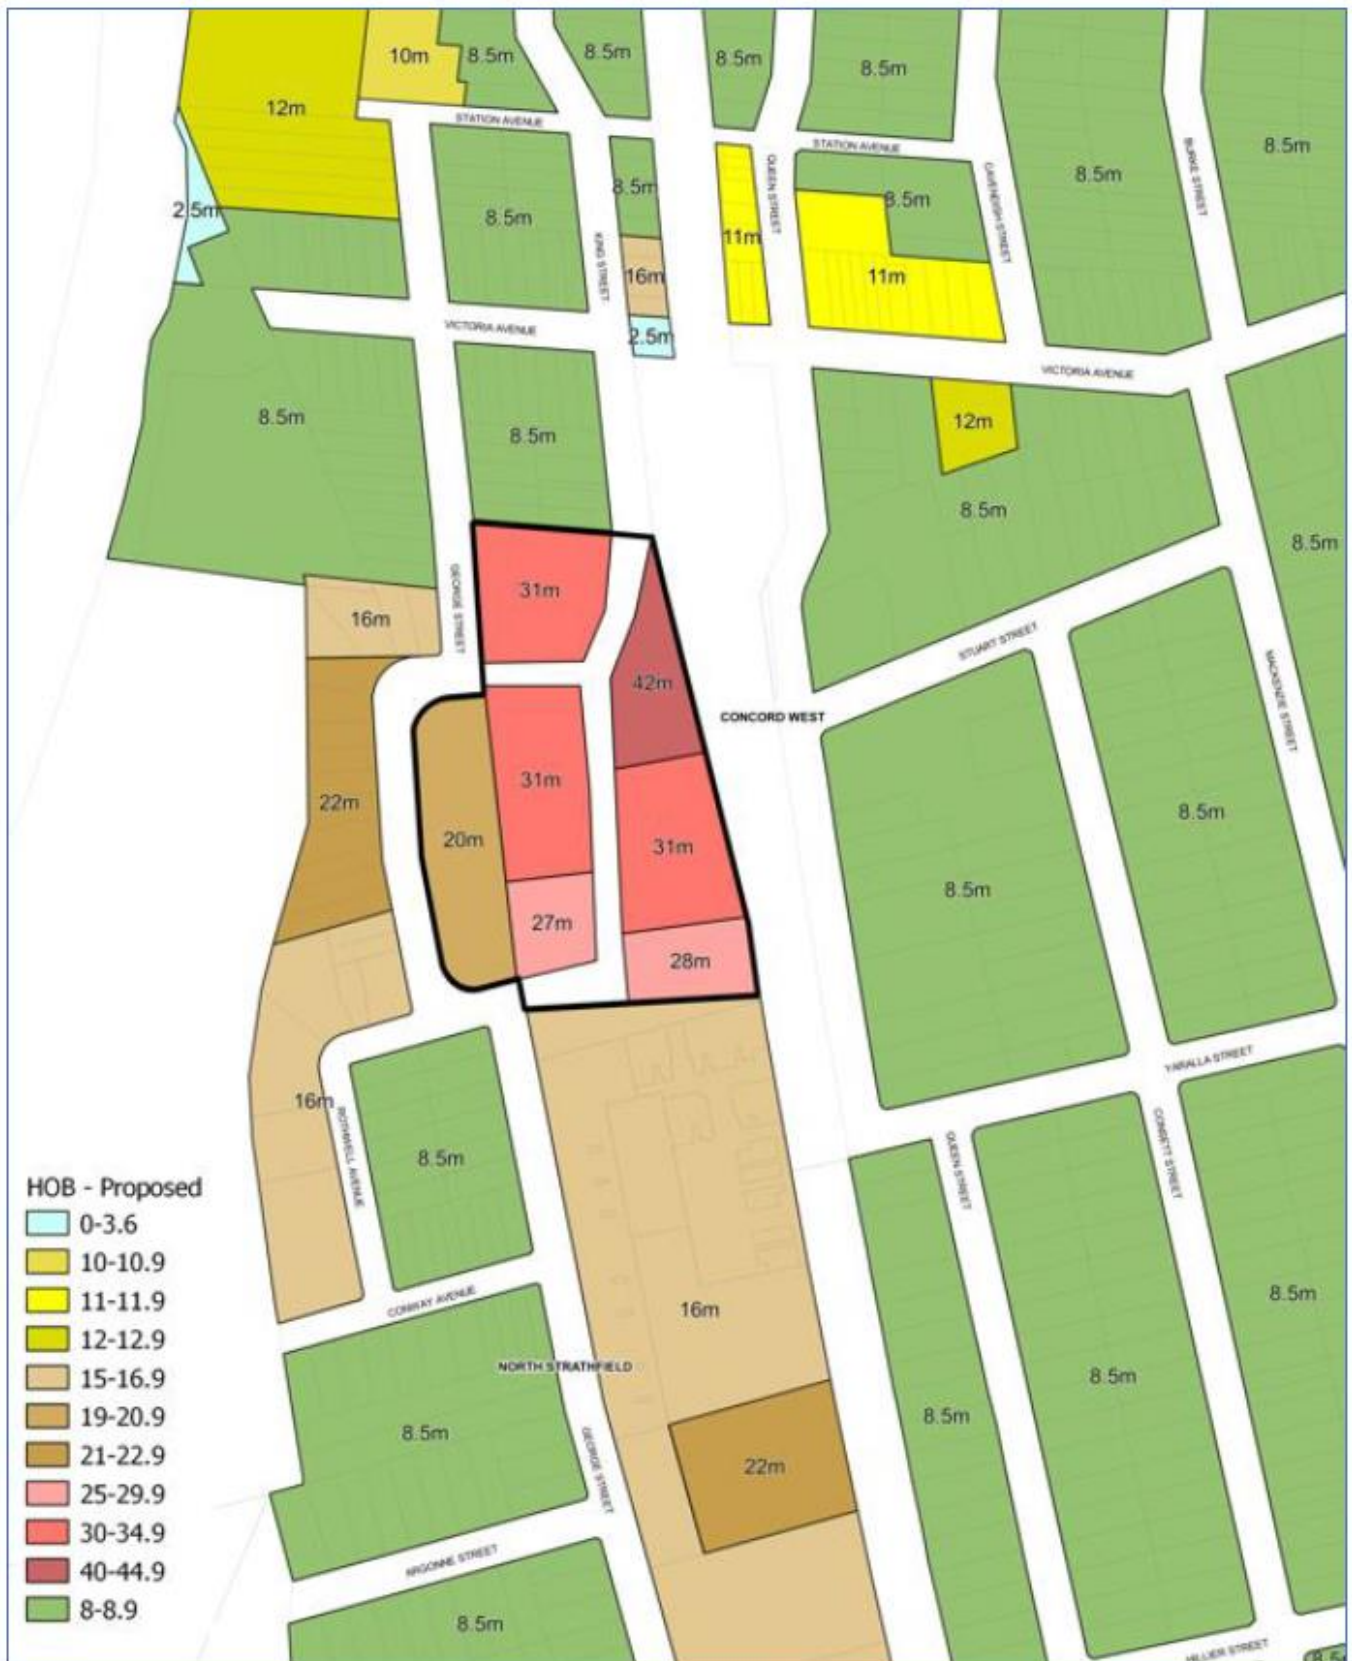 10m
8.5m
8.5m
8.5m
8.5m
12m
STATION AVENUE
STATION AVENUE
8.5m
8.5m
BURKE STREET
QUEEN STREET
CAVENDISH STREET
8.5m
8.5m
2.5m
8.5m
11m
KING STREET
16m
11m
VICTORIA AVENUE
2.5m
VICTORIA AVENUE
8.5m
8.5m
12m
8.5m
8.5m
GEORGE STREET
31m
16m
STUART STREET
42m
MACKENZIE STREET
CONCORD WEST
31m
22m
20m
31m
8.5m
8.5m
27m
28m
YARALLA STREET
16m
ROTHWELL AVENUE
8.5m
QUEEN STREET
CONSETT STREET
HOB - Proposed
0-3.6
10-10.9
11-11.9
12-12.9
15-16.9
19-20.9
21-22.9
25-29.9
30-34.9
40-44.9
8-8.9
CONWAY AVENUE
16m
8.5m
NORTH STRATHFIELD
8.5m
8.5m
8.5m
GEORGE STREET
22m
ARGONNE STREET
8.5m
HILLIER STREET